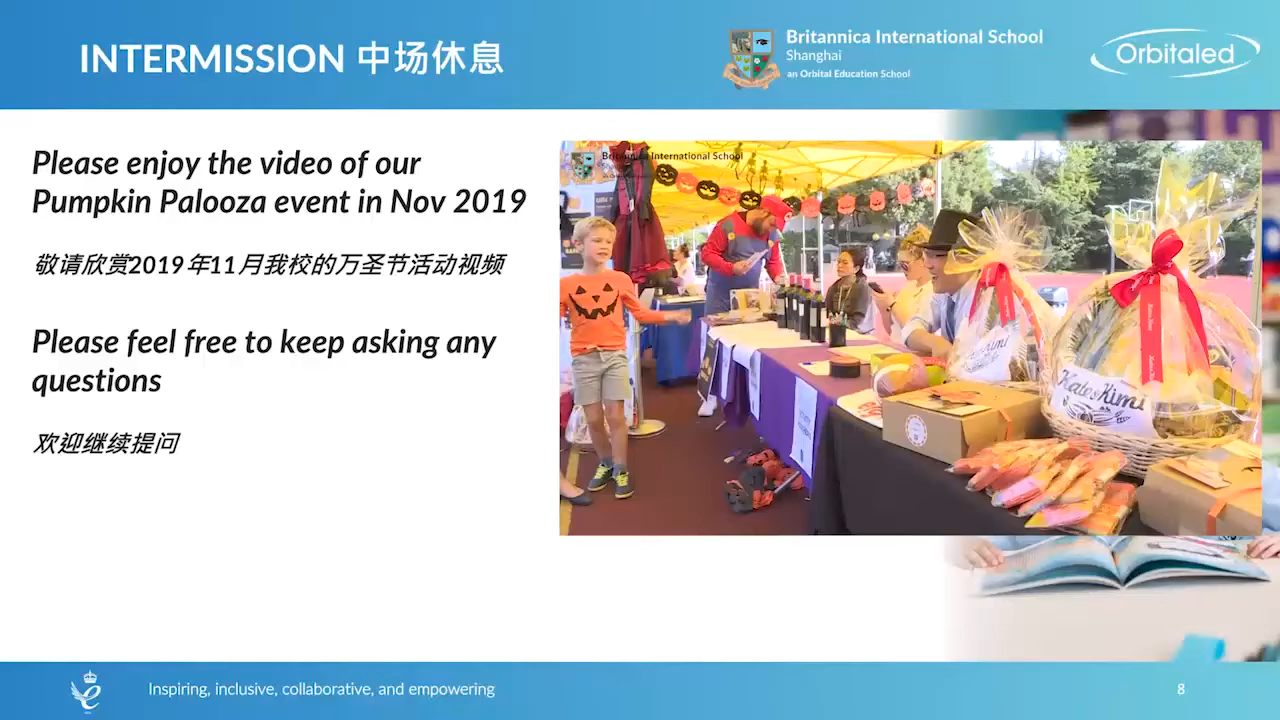 INTERMISSION 中场休息
Britannica International School
Shanghai
an Orbital Education School
Orbitaled
Please enjoy the video of our
Pumpkin Palooza event in Nov 2019
敬请欣赏2019年11月我校的万圣节活动视频
Please feel free to keep asking any
questions
欢迎继续提问
Britannica International School
Kate&Kimi
Inspiring, inclusive, collaborative, and empowering
8